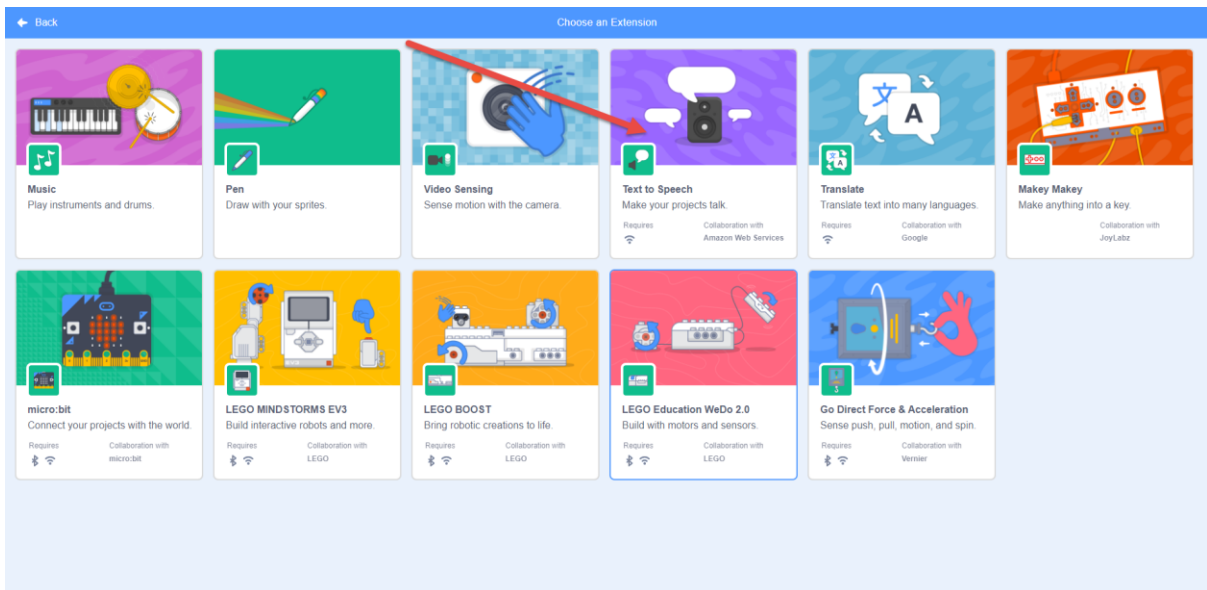 Back
Choose an Extension
Music
Play instruments and drums.
Pen
Draw with your sprites.
Video Sensing
Sense motion with the camera.
Text to Speech
Make your projects talk.
Requires
Collaboration with
Amazon Web Services
文
A
Translate
Translate text into many languages.
Requires
Collaboration with
Google
Makey Makey
Make anything into a key.
Collaboration with
JoyLabz
micro:bit
Connect your projects with the world.
Requires
Collaboration with
micro:bit
LEGO MINDSTORMS EV3
Build interactive robots and more.
Requires
Collaboration with
LEGO
LEGO BOOST
Bring robotic creations to life.
Requires
Collaboration with
LEGO
LEGO Education WeDo 2.0
Build with motors and sensors.
Requires
Collaboration with
LEGO
Go Direct Force & Acceleration
Sense push, pull, motion, and spin.
Requires
Collaboration with
Vernier